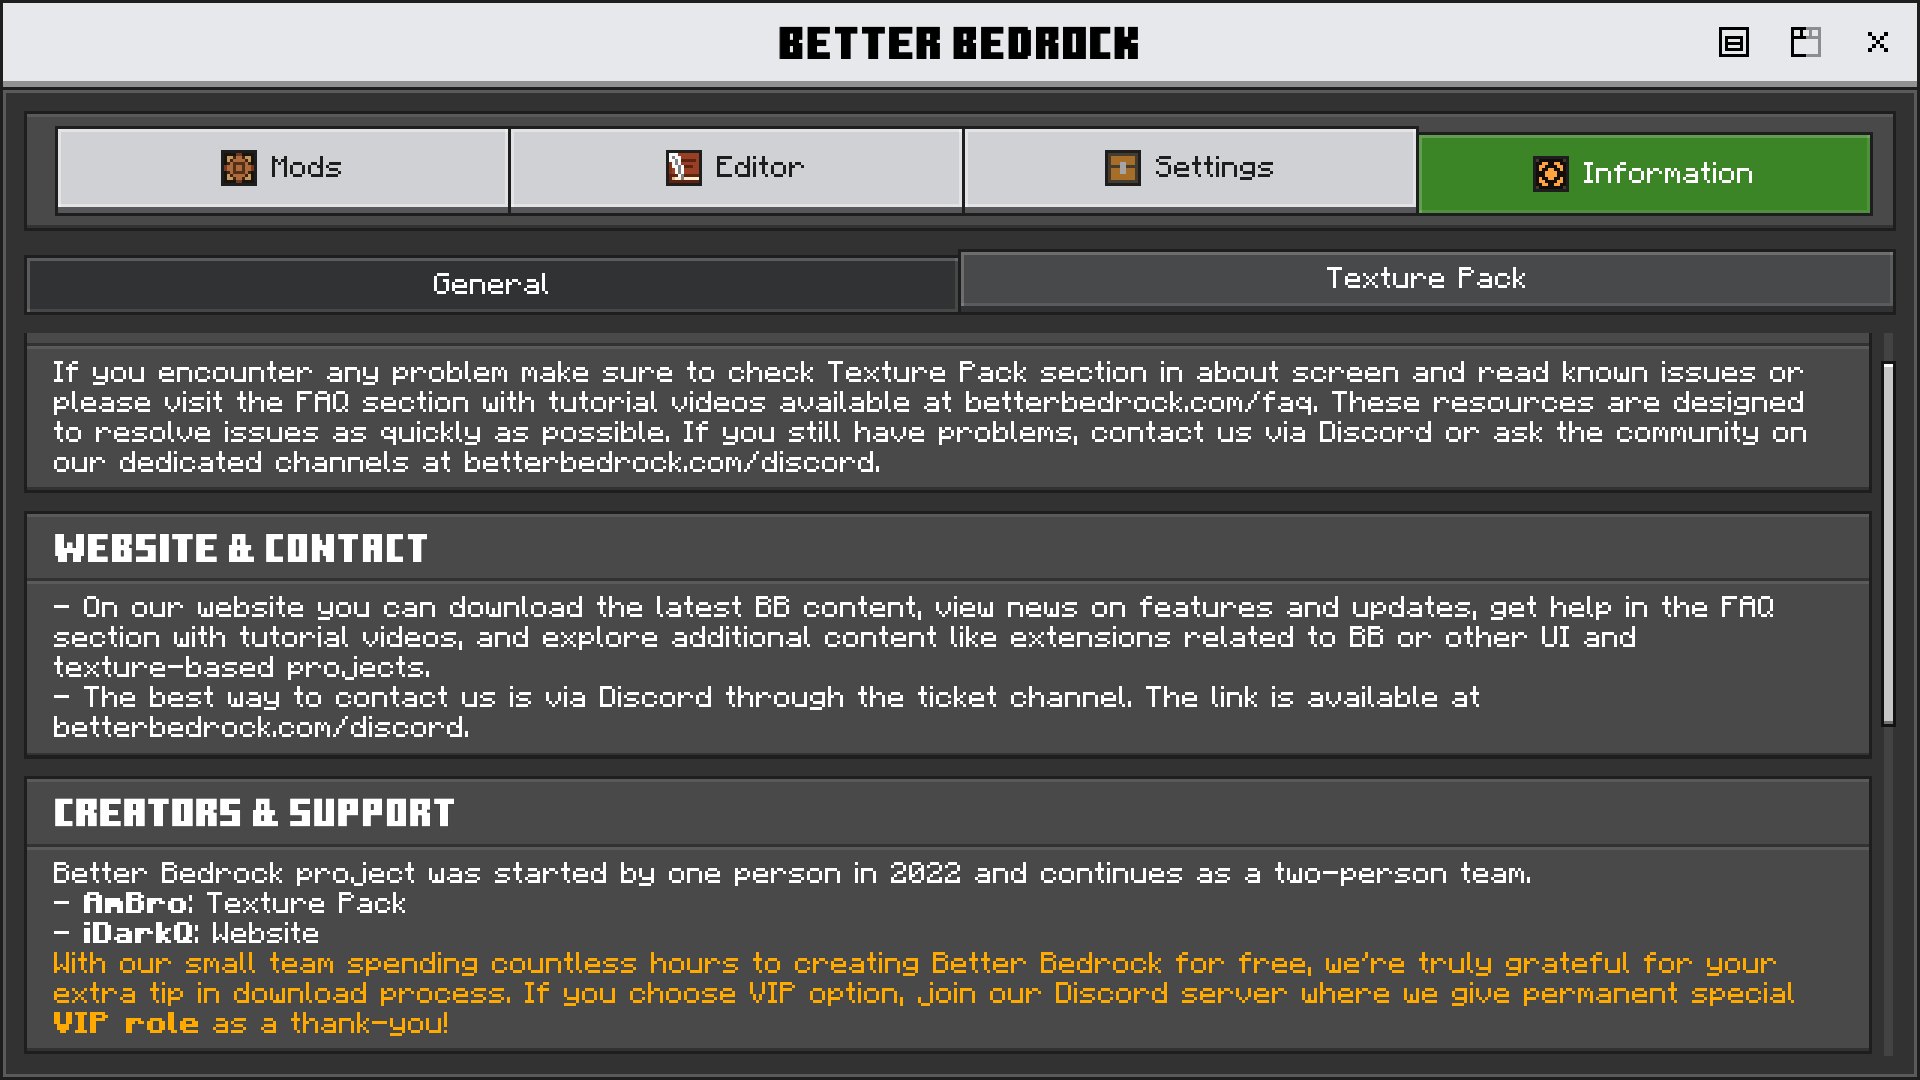 BETTER BEDROCK
Mods
Editor
Settings
Information
General
Texture Pack
If you encounter any problem make sure to check Texture Pack section in about screen and read known issues or
please visit the FAQ section with tutorial videos available at betterbedrock.com/faq. These resources are designed
to resolve issues as quickly as possible. If you still have problems, contact us via Discord or ask the community on
our dedicated channels at betterbedrock.com/discord.
WEBSITE & CONTACT
- On our website you can download the latest BB content, view news on features and updates, get help in the FAQ
section with tutorial videos, and explore additional content like extensions related to BB or other UI and
texture-based projects.
- The best way to contact us is via Discord through the ticket channel. The link is available at
betterbedrock.com/discord.
CREATORS & SUPPORT
Better Bedrock project was started by one person in 2022 and continues as a two-person team.
- AmBro: Texture Pack
- iDarkQ: Website
With our small team spending countless hours to creating Better Bedrock for free, we're truly grateful for your
extra tip in download process. If you choose VIP option, join our Discord server where we give permanent special
VIP role as a thank-you!